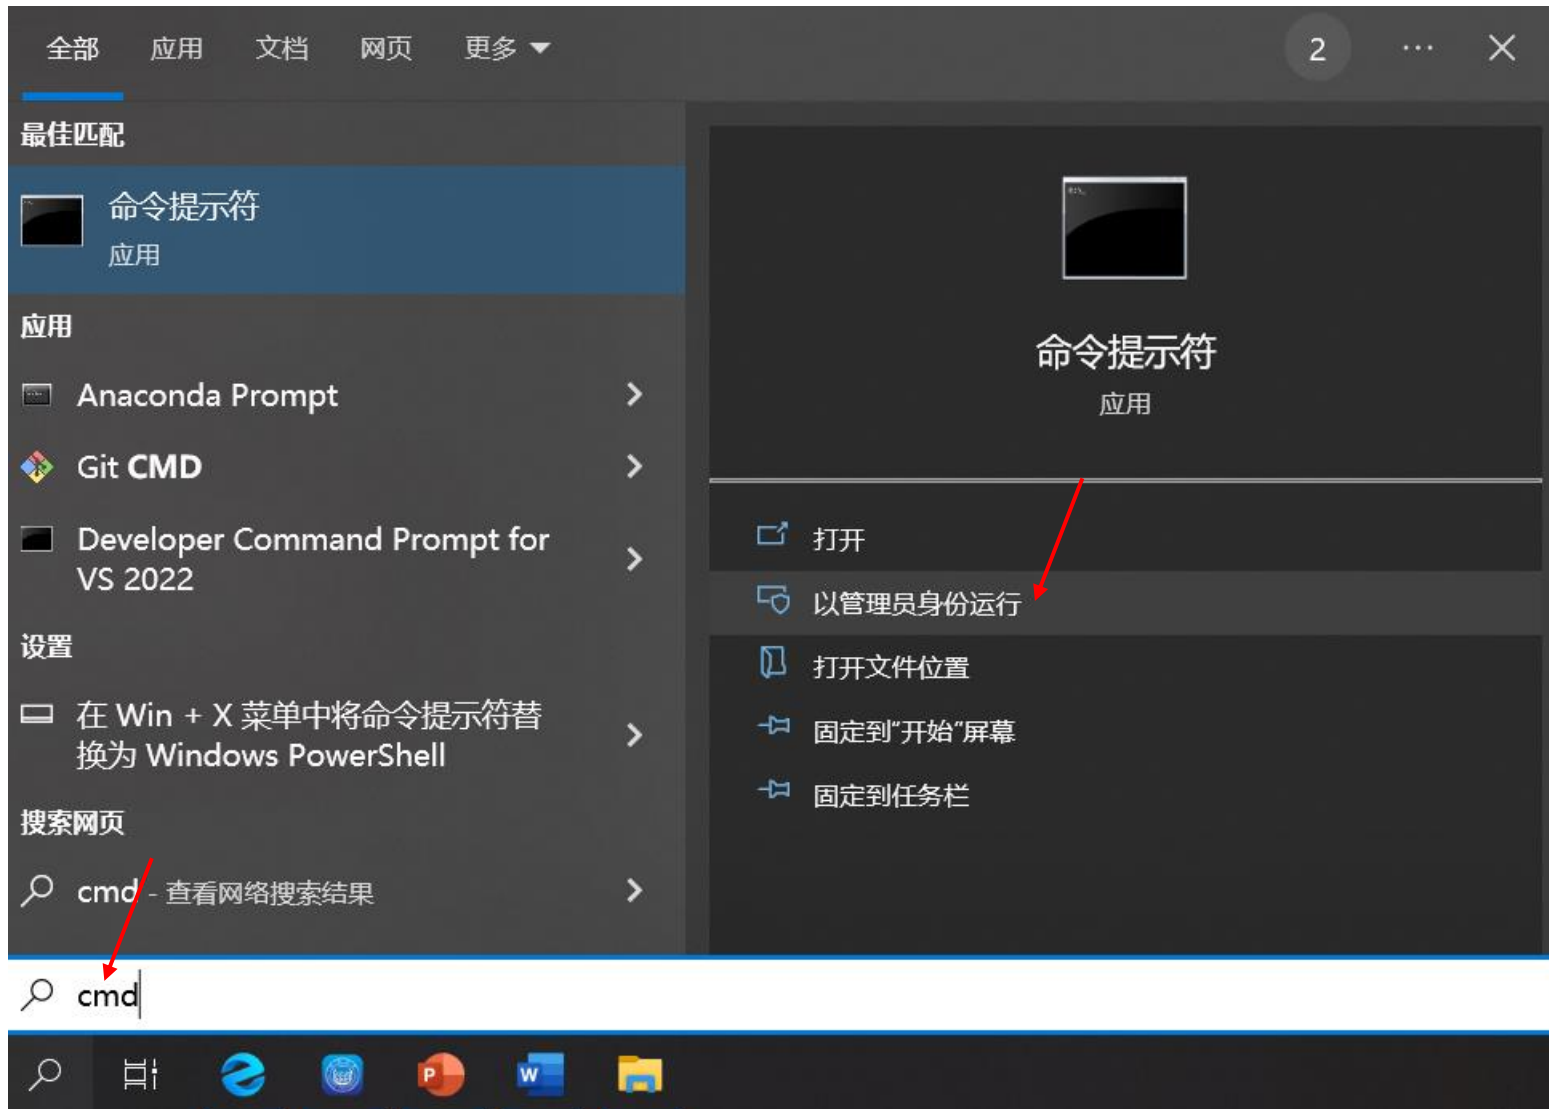 全部 应用 文档 网页 更多 2 ...
最佳匹配
命令提示符
应用
应用
Anaconda Prompt
Git CMD
Developer Command Prompt for
VS 2022
设置
在 Win + X 菜单中将命令提示符替
换为 Windows PowerShell
搜索网页
cmd - 查看网络搜索结果
命令提示符
应用
打开
以管理员身份运行
打开文件位置
固定到"开始"屏幕
固定到任务栏
cmd
P
W